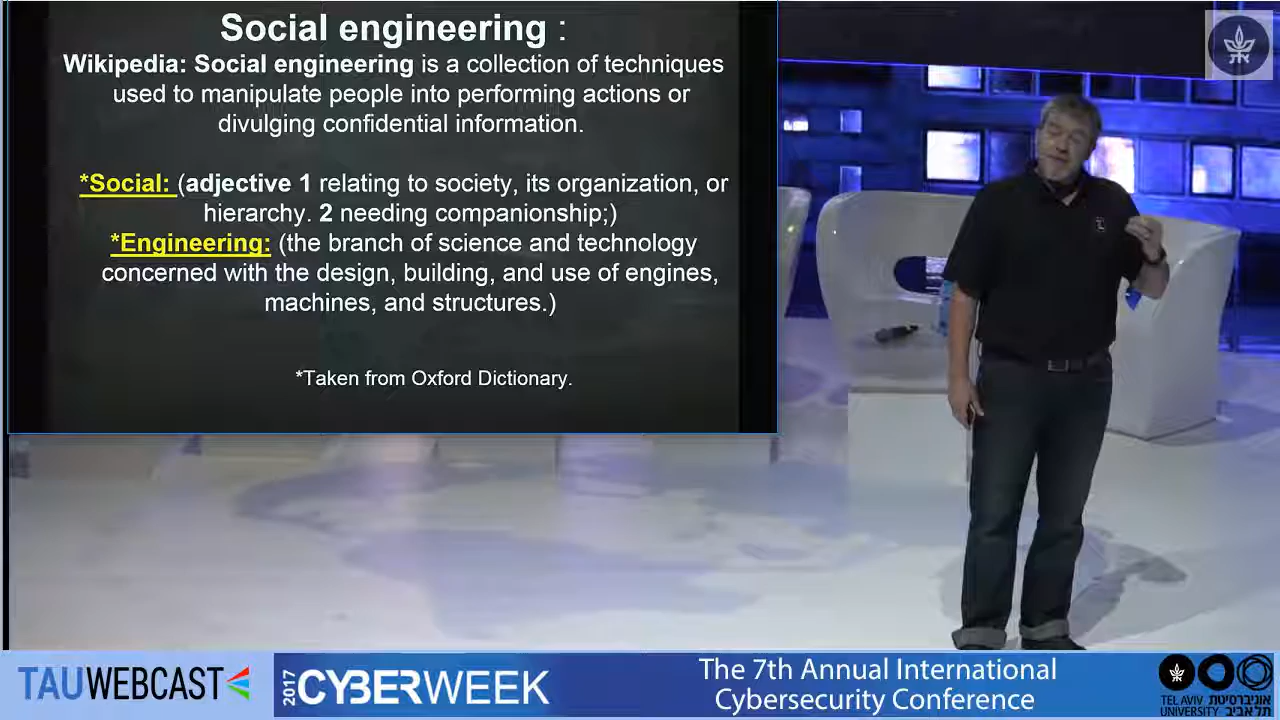 Social engineering :
Wikipedia: Social engineering is a collection of techniques
used to manipulate people into performing actions or
divulging confidential information.
*Social: (adjective 1 relating to society, its organization, or
hierarchy. 2 needing companionship;)
*Engineering: (the branch of science and technology
concerned with the design, building, and use of engines,
machines, and structures.)
*Taken from Oxford Dictionary.
TAUWEBCAST
2017 CYBERWEEK
The 7th Annual International
Cybersecurity Conference
TEL AVIV אוניברסיטת
UNIVERSITY תל אביב